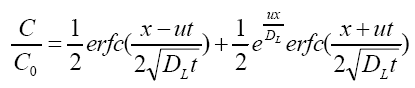 C/C₀ = 1/2 erfc((x − ut)/(2√(D_L t))) + 1/2 e^(ux/D_L) erfc((x + ut)/(2√(D_L t)))